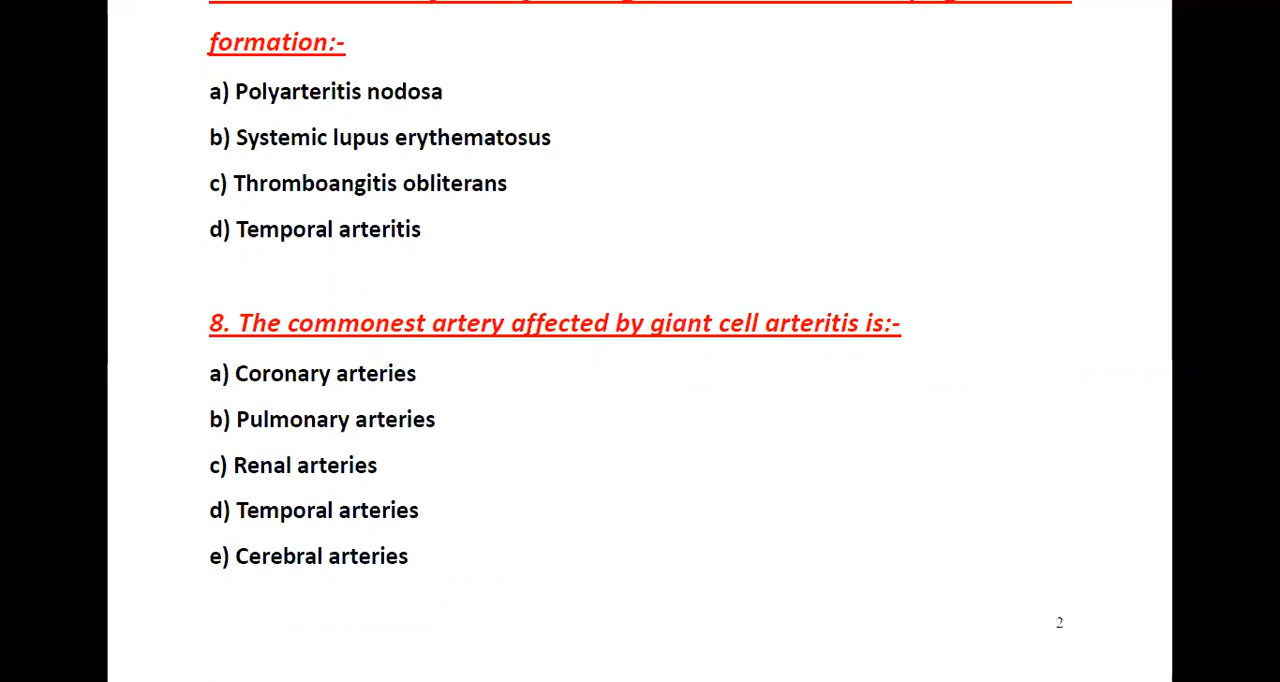 formation:-
a) Polyarteritis nodosa
b) Systemic lupus erythematosus
c) Thromboangitis obliterans
d) Temporal arteritis
8. The commonest artery affected by giant cell arteritis is:-
a) Coronary arteries
b) Pulmonary arteries
c) Renal arteries
d) Temporal arteries
e) Cerebral arteries
2